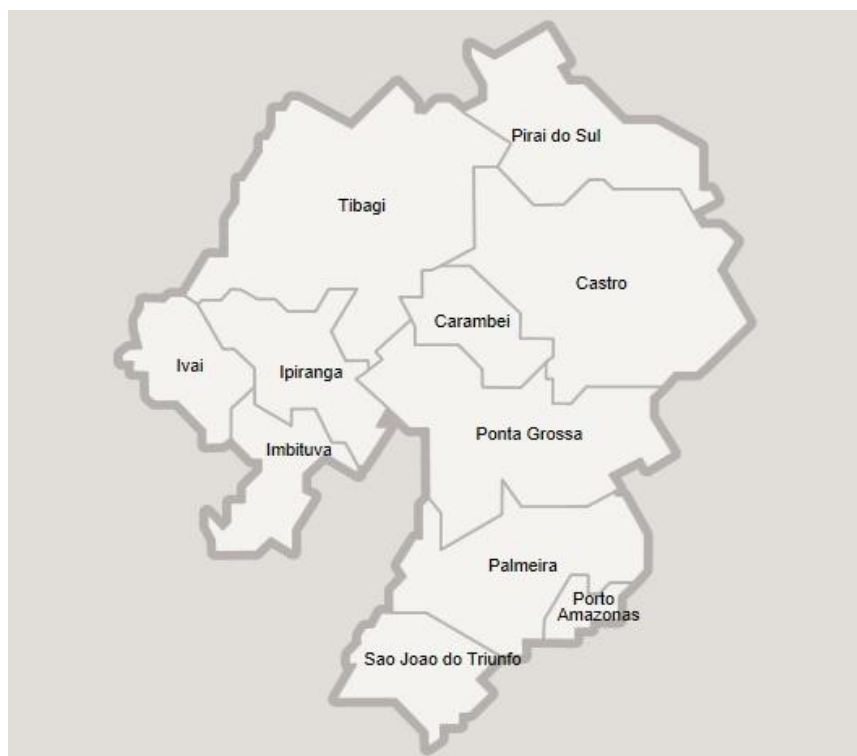 Pirai do Sul
Tibagi
Castro
Carambei
Ivai
Ipiranga
Ponta Grossa
Imbituva
Palmeira
Porto
Amazonas
Sao Joao do Triunfo